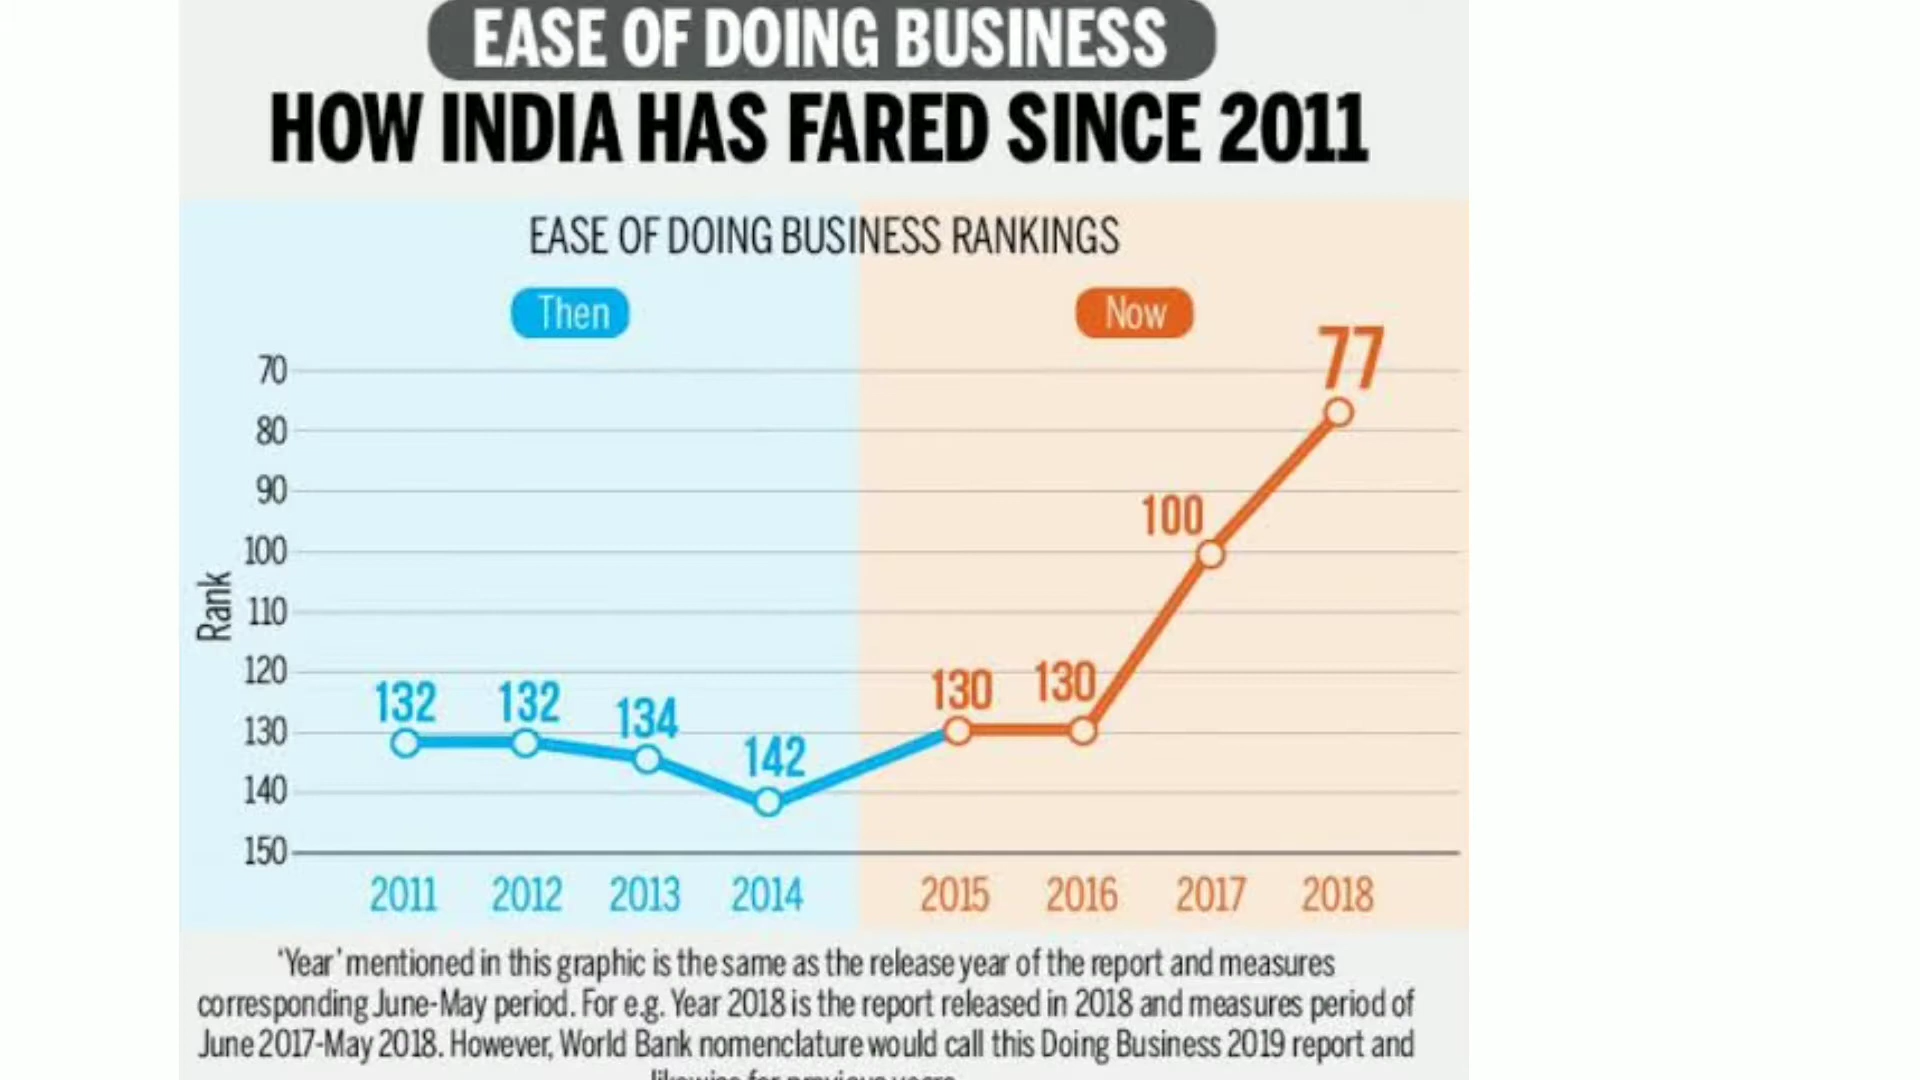 EASE OF DOING BUSINESS
HOW INDIA HAS FARED SINCE 2011
EASE OF DOING BUSINESS RANKINGS
Then
Now
Rank
70
80
90
100
110
120
130
140
150
132
132
134
142
130
130
100
77
2011
2012
2013
2014
2015
2016
2017
2018
'Year' mentioned in this graphic is the same as the release year of the report and measures
corresponding June-May period. For e.g. Year 2018 is the report released in 2018 and measures period of
June 2017-May 2018. However, World Bank nomenclature would call this Doing Business 2019 report and
likewise for previous years